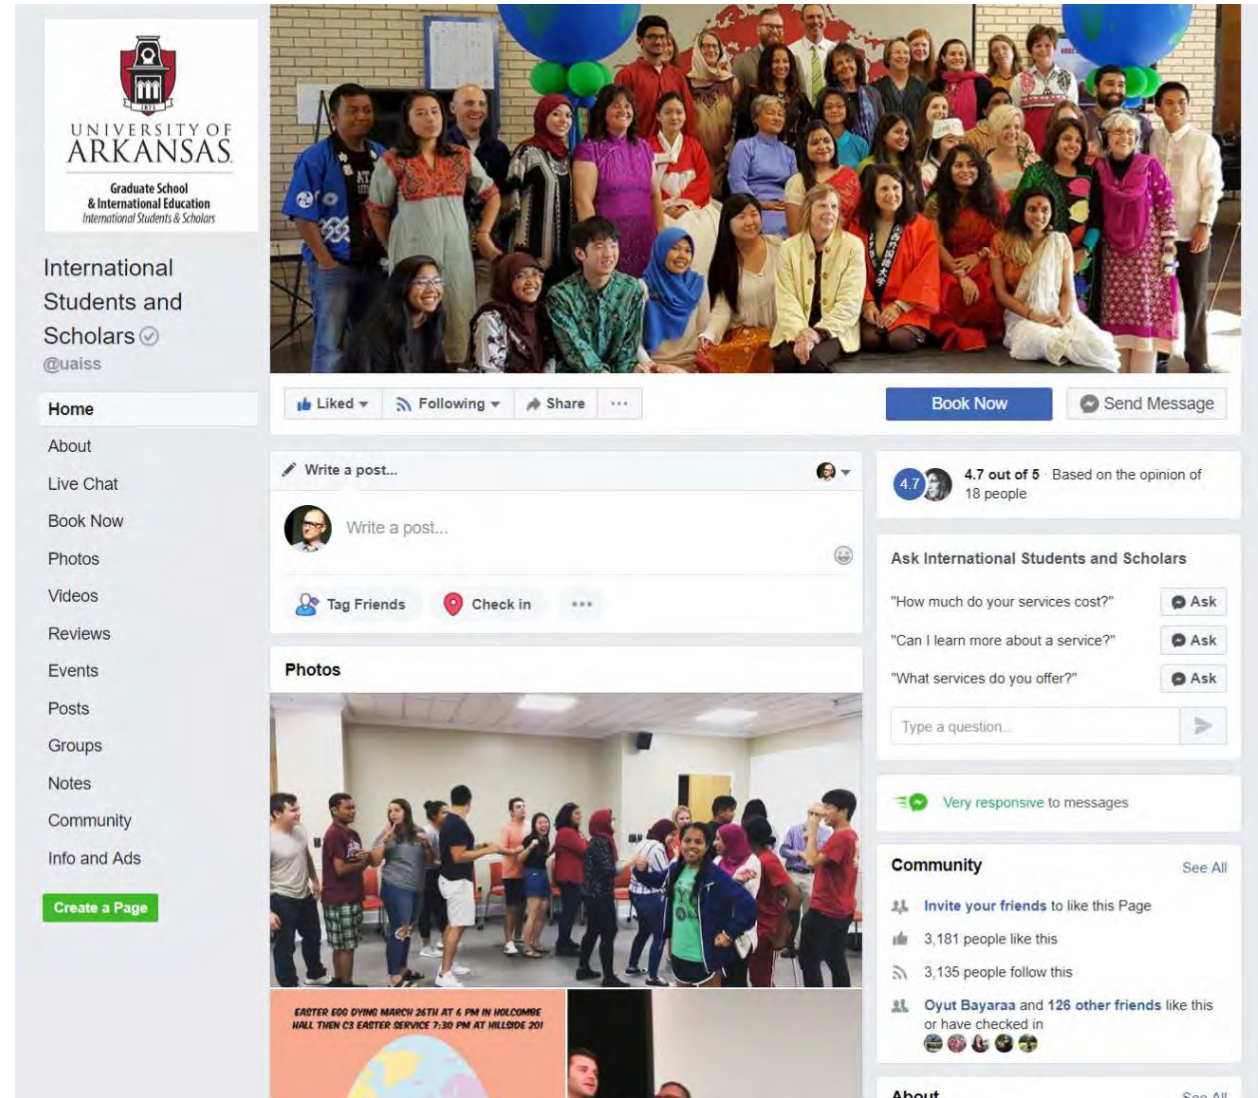 1871
UNIVERSITY OF
ARKANSAS
Graduate School
& International Education
International Students & Scholars
International
Students and
Scholars
@uaiss
Home
About
Live Chat
Book Now
Photos
Videos
Reviews
Events
Posts
Groups
Notes
Community
Info and Ads
Create a Page
Liked
Following
Share
Book Now
Send Message
Write a post...
Write a post...
Tag Friends
Check in
Photos
EASTER EGG DYING MARCH 26TH AT 6 PM IN HOLCOMBE
HALL THEN C3 EASTER SERVICE 7:30 PM AT HILLSIDE 201
4.7
4.7 out of 5 · Based on the opinion of
18 people
Ask International Students and Scholars
"How much do your services cost?"
Ask
"Can I learn more about a service?"
Ask
"What services do you offer?"
Ask
Type a question...
Very responsive to messages
Community
See All
Invite your friends to like this Page
3,181 people like this
3,135 people follow this
Oyut Bayaraa and 126 other friends like this
or have checked in
About
See All